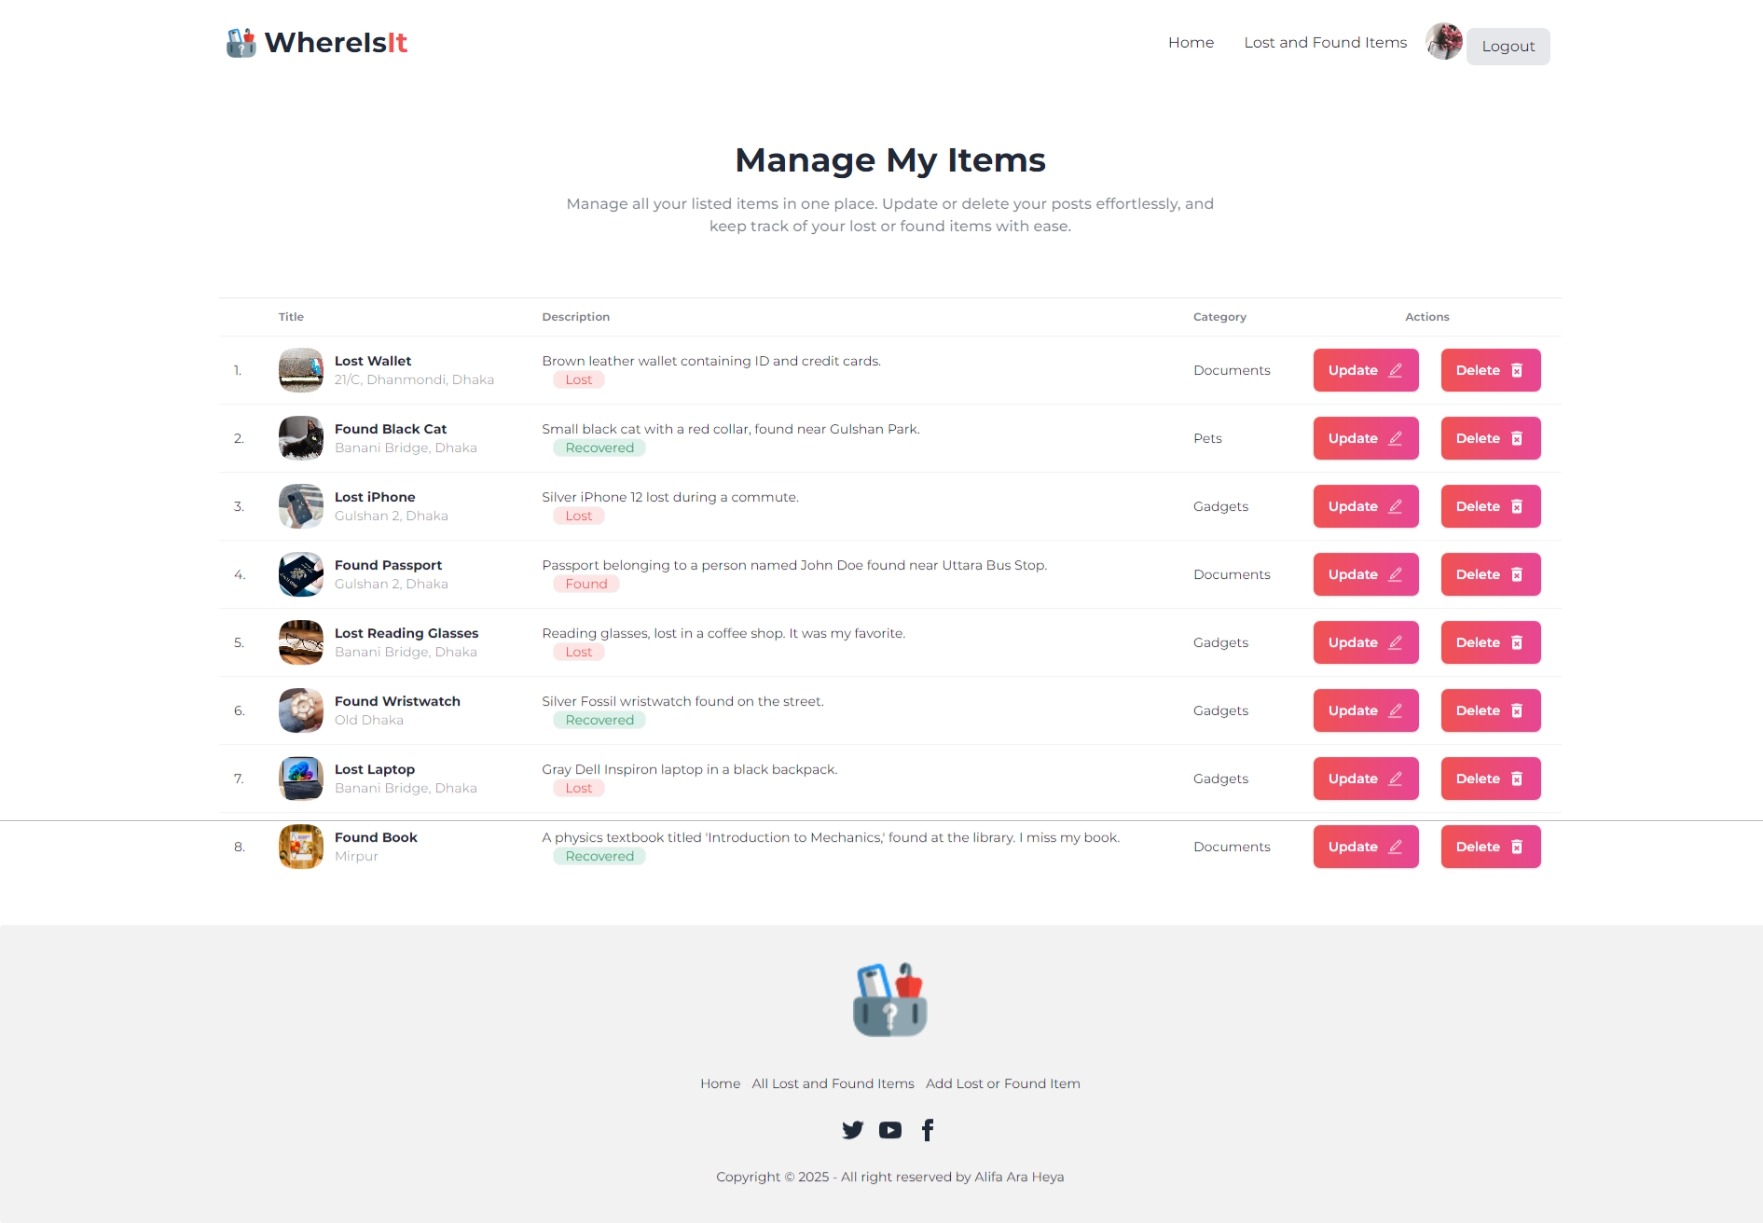 WhereIsIt
Home Lost and Found Items Logout
Manage My Items
Manage all your listed items in one place. Update or delete your posts effortlessly, and
keep track of your lost or found items with ease.
Title Description Category Actions
1. Lost Wallet Brown leather wallet containing ID and credit cards. Documents Update Delete
21/C, Dhanmondi, Dhaka Lost
2. Found Black Cat Small black cat with a red collar, found near Gulshan Park. Pets Update Delete
Banani Bridge, Dhaka Recovered
3. Lost iPhone Silver iPhone 12 lost during a commute. Gadgets Update Delete
Gulshan 2, Dhaka Lost
4. Found Passport Passport belonging to a person named John Doe found near Uttara Bus Stop. Documents Update Delete
Gulshan 2, Dhaka Found
5. Lost Reading Glasses Reading glasses, lost in a coffee shop. It was my favorite. Gadgets Update Delete
Banani Bridge, Dhaka Lost
6. Found Wristwatch Silver Fossil wristwatch found on the street. Gadgets Update Delete
Old Dhaka Recovered
7. Lost Laptop Gray Dell Inspiron laptop in a black backpack. Gadgets Update Delete
Banani Bridge, Dhaka Lost
8. Found Book A physics textbook titled 'Introduction to Mechanics,' found at the library. I miss my book. Documents Update Delete
Mirpur Recovered
?
Home All Lost and Found Items Add Lost or Found Item
Copyright © 2025 - All right reserved by Alifa Ara Heya